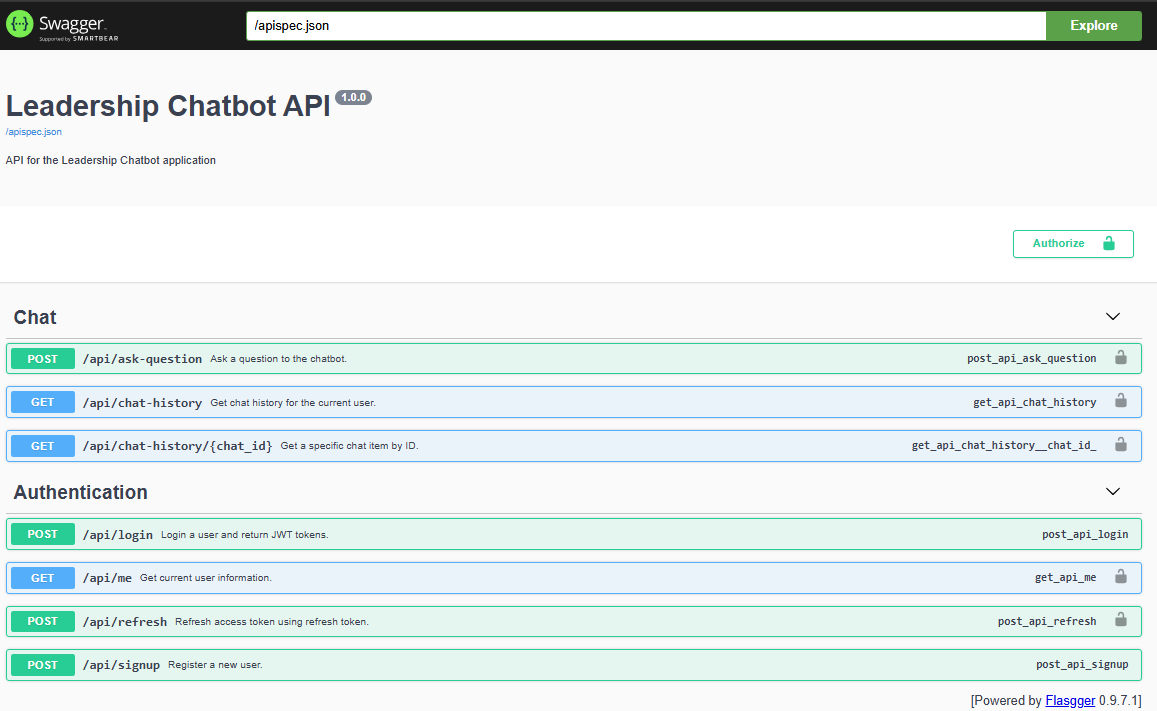 Swagger.
Supported by SMARTBEAR
/apispec.json
Explore
Leadership Chatbot API 1.0.0
/apispec.json
API for the Leadership Chatbot application
Authorize
Chat
POST /api/ask-question Ask a question to the chatbot. post_api_ask_question
GET /api/chat-history Get chat history for the current user. get_api_chat_history
GET /api/chat-history/{chat_id} Get a specific chat item by ID. get_api_chat_history__chat_id_
Authentication
POST /api/login Login a user and return JWT tokens. post_api_login
GET /api/me Get current user information. get_api_me
POST /api/refresh Refresh access token using refresh token. post_api_refresh
POST /api/signup Register a new user. post_api_signup
[Powered by Flasgger 0.9.7.1]